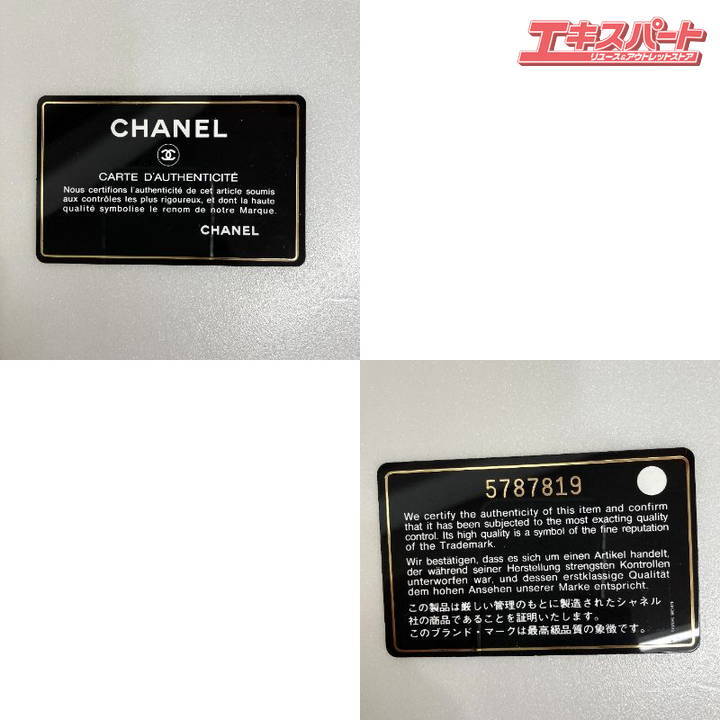 エキスパート
リユース&アウトレットストア
CHANEL
CARTE D'AUTHENTICITÉ
Nous certifions l'authenticité de cet article soumis
aux contrôles les plus rigoureux, et dont la haute
qualité symbolise le renom de notre Marque.
CHANEL
5787819
We certify the authenticity of this item and confirm
that it has been subjected to the most exacting quality
control. Its high quality is a symbol of the fine reputation
of the Trademark.
Wir bestätigen, dass es sich um einen Artikel handelt,
der während seiner Herstellung strengsten Kontrollen
unterworfen war, und dessen erstklassige Qualität
dem hohen Ansehen unserer Marke entspricht.
この製品は厳しい管理のもとに製造されたシャネル
社の商品であることを証明いたします。
このブランド・マークは最高級品質の象徴です。